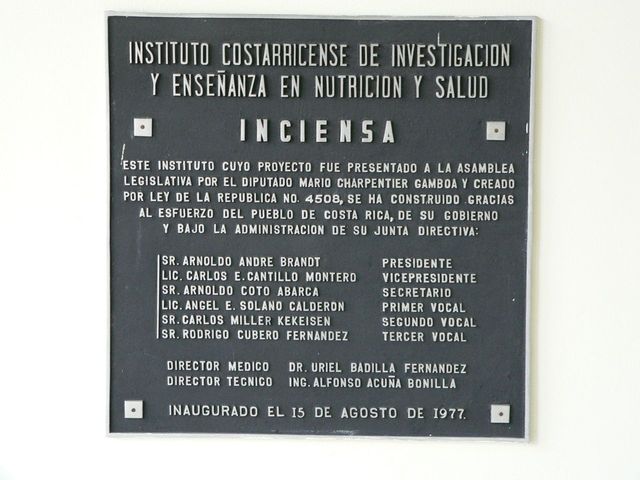 INSTITUTO COSTARRICENSE DE INVESTIGACION
Y ENSEÑANZA EN NUTRICION Y SALUD
INCIENSA
ESTE INSTITUTO CUYO PROYECTO FUE PRESENTADO A LA ASAMBLEA
LEGISLATIVA POR EL DIPUTADO MARIO CHARPENTIER GAMBOA Y CREADO
POR LEY DE LA REPUBLICA NO. 4508, SE HA CONSTRUIDO GRACIAS
AL ESFUERZO DEL PUEBLO DE COSTA RICA, DE SU GOBIERNO
Y BAJO LA ADMINISTRACION DE SU JUNTA DIRECTIVA:
SR. ARNOLDO ANDRE BRANDT PRESIDENTE
LIC. CARLOS E. CANTILLO MONTERO VICEPRESIDENTE
SR. ARNOLDO COTO ABARCA SECRETARIO
LIC. ANGEL E. SOLANO CALDERON PRIMER VOCAL
SR. CARLOS MILLER KEKEISEN SEGUNDO VOCAL
SR. RODRIGO CUBERO FERNANDEZ TERCER VOCAL
DIRECTOR MEDICO DR. URIEL BADILLA FERNANDEZ
DIRECTOR TECNICO ING. ALFONSO ACUÑA BONILLA
INAUGURADO EL 15 DE AGOSTO DE 1977.